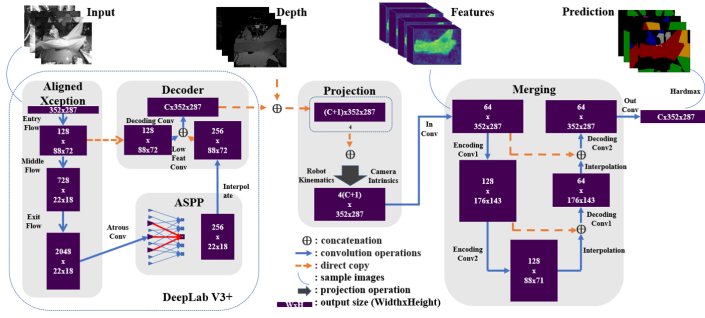 Input
Depth
Features
Prediction
Aligned
Xception
352x287
Entry
Flow
128
x
88x72
Middle
Flow
728
x
22x18
Exit
Flow
2048
x
22x18
Atrous
Conv
Decoder
Cx352x287
Decoding Conv
128
x
88x72
Low
Feat
Conv
256
x
88x72
Interpol
ate
ASPP
256
x
22x18
DeepLab V3+
Projection
(C+1)x352x287
Robot
Kinematics
Camera
Intrinsics
4(C+1)
x
352x287
In
Conv
Merging
64
x
352x287
Encoding
Conv1
128
x
176x143
Encoding
Conv2
128
x
88x71
Interpolation
Decoding
Conv1
64
x
176x143
Interpolation
Decoding
Conv2
64
x
352x287
Out
Conv
Cx352x287
Hardmax
: concatenation
: convolution operations
: direct copy
: sample images
: projection operation
WxH : output size (WidthxHeight)